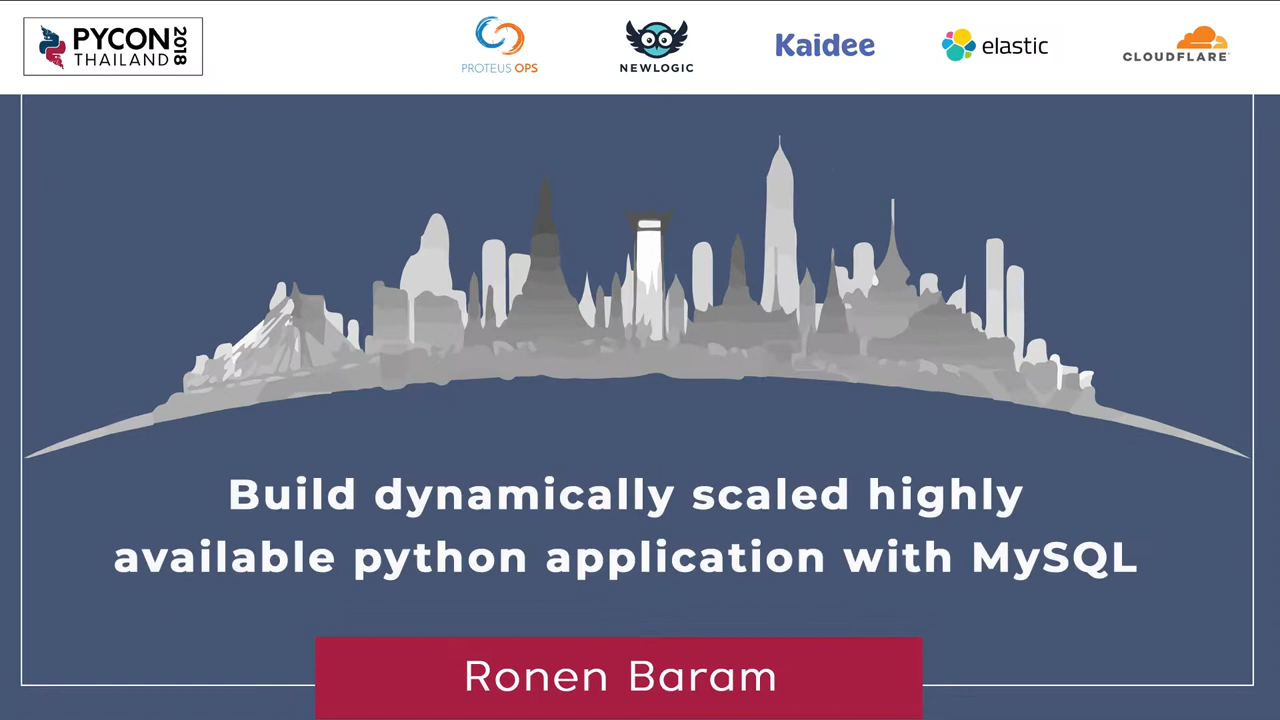 PYCON
THAILAND
2018
PROTEUS OPS
NEWLOGIC
Kaidee
elastic
CLOUDFLARE
Build dynamically scaled highly
available python application with MySQL
Ronen Baram